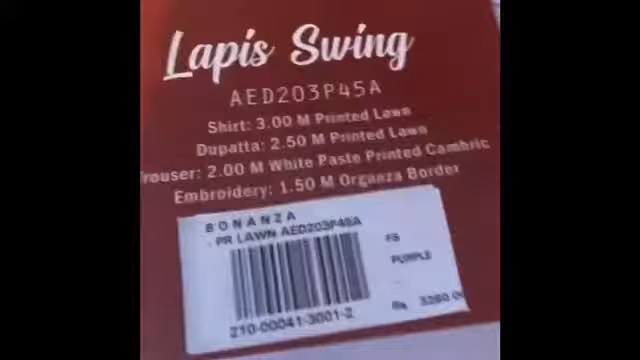 Lapis Swing
AED203P45A
Shirt: 3.00 M Printed Lawn
Dupatta: 2.50 M Printed Lawn
Trouser: 2.00 M White Paste Printed Cambric
Embroidery: 1.50 M Organza Border
BONANZA
PR LAWN AED203P45A
FS
PURPLE
Rs
210-00041-3001-2